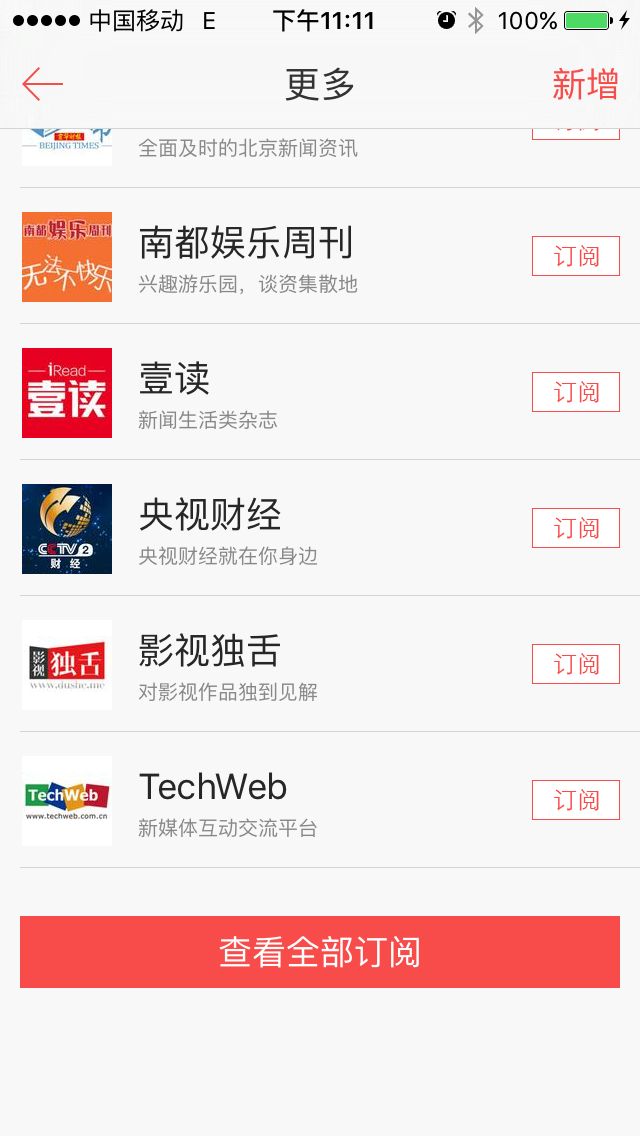 中国移动 E 下午11:11 100%
更多 新增
BEIJING TIMES
全面及时的北京新闻资讯
南都娱乐周刊
无法不快乐
南都娱乐周刊
兴趣游乐园，谈资集散地
订阅
iRead
壹读
壹读
新闻生活类杂志
订阅
CCTV 2
财经
央视财经
央视财经就在你身边
订阅
影视独舌
www.dushe.me
影视独舌
对影视作品独到见解
订阅
TechWeb
www.techweb.com.cn
TechWeb
新媒体互动交流平台
订阅
查看全部订阅